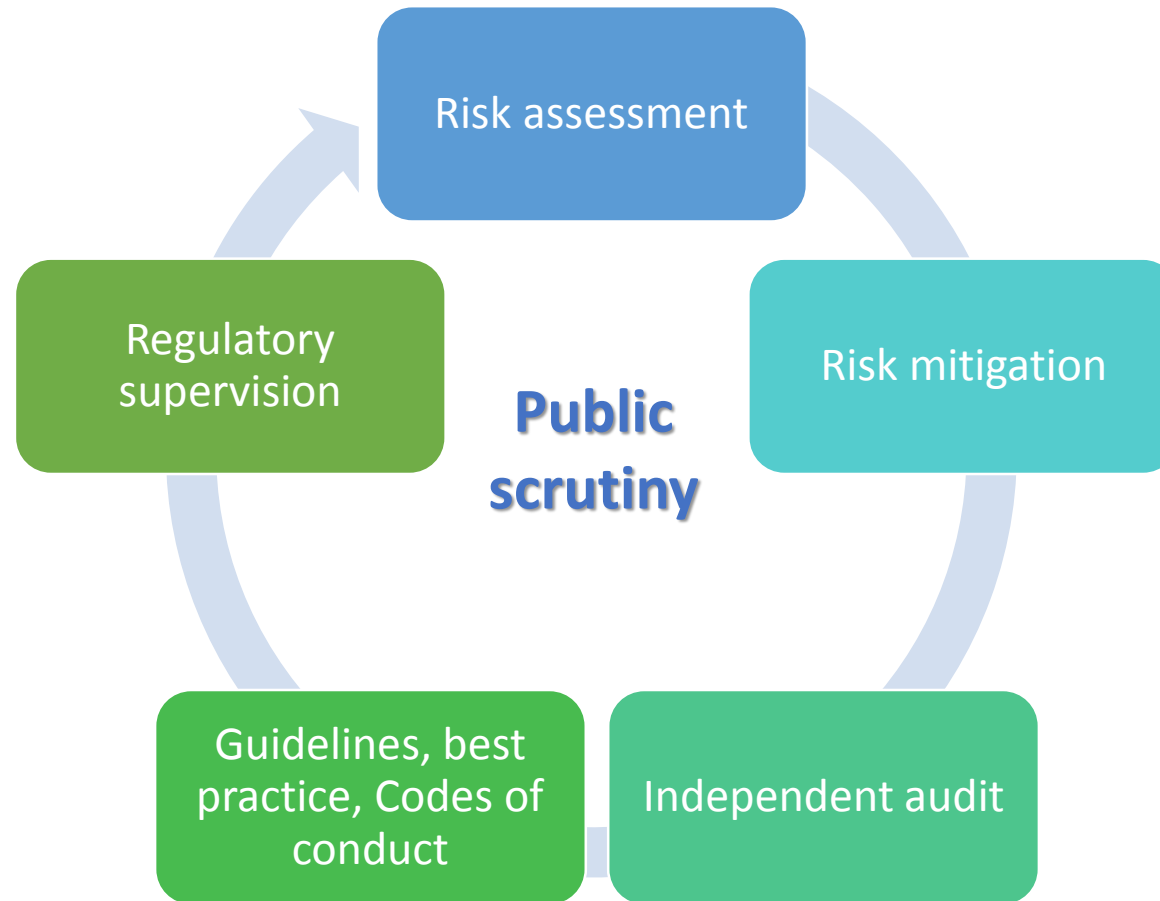 Risk assessment
Risk mitigation
Independent audit
Guidelines, best
practice, Codes of
conduct
Regulatory
supervision
Public
scrutiny